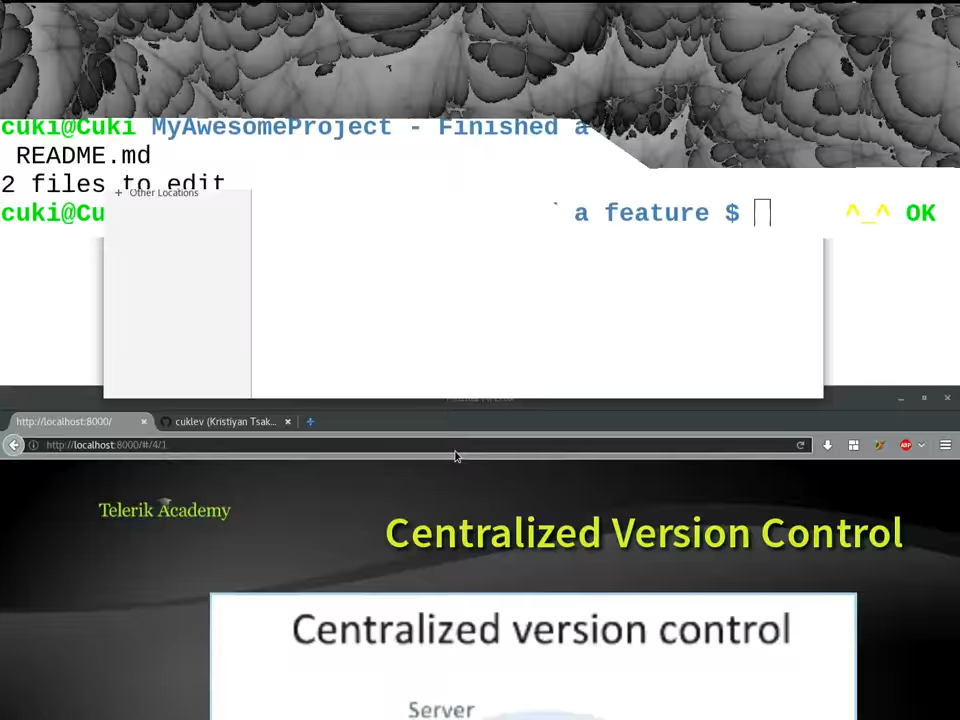 cuki@Cuki MyAwesomeProject - Finished a
README.md
2 files to edit
+ Other Locations
cuki@Cu a feature $ ^_^ OK
http://localhost:8000/
cuklev (Kristiyan Tsak...
http://localhost:8000/#/4/1
ABP
Telerik Academy
Centralized Version Control
Centralized version control
Server